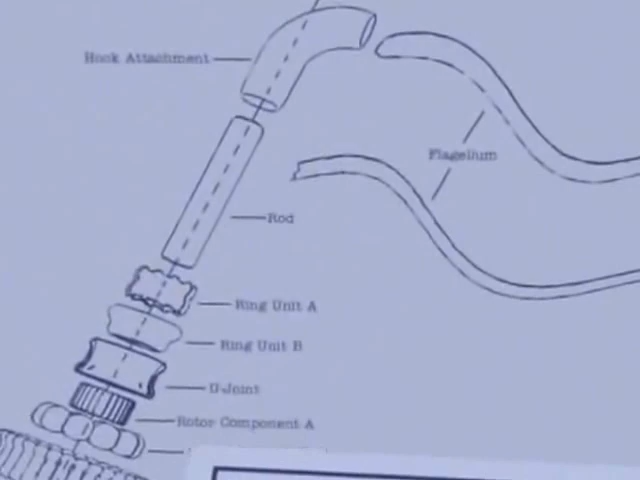 Hook Attachment
Flagellum
Rod
Ring Unit A
Ring Unit B
U-Joint
Rotor Component A